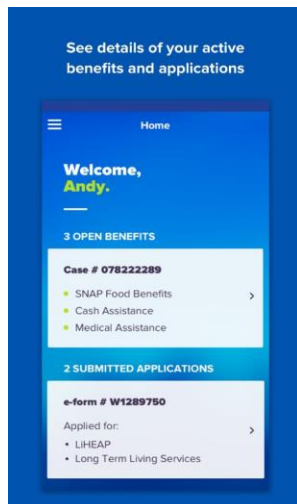 See details of your active
benefits and applications
Home
Welcome,
Andy.
3 OPEN BENEFITS
Case # 078222289
SNAP Food Benefits
Cash Assistance
Medical Assistance
2 SUBMITTED APPLICATIONS
e-form # W1289750
Applied for:
LiHEAP
Long Term Living Services